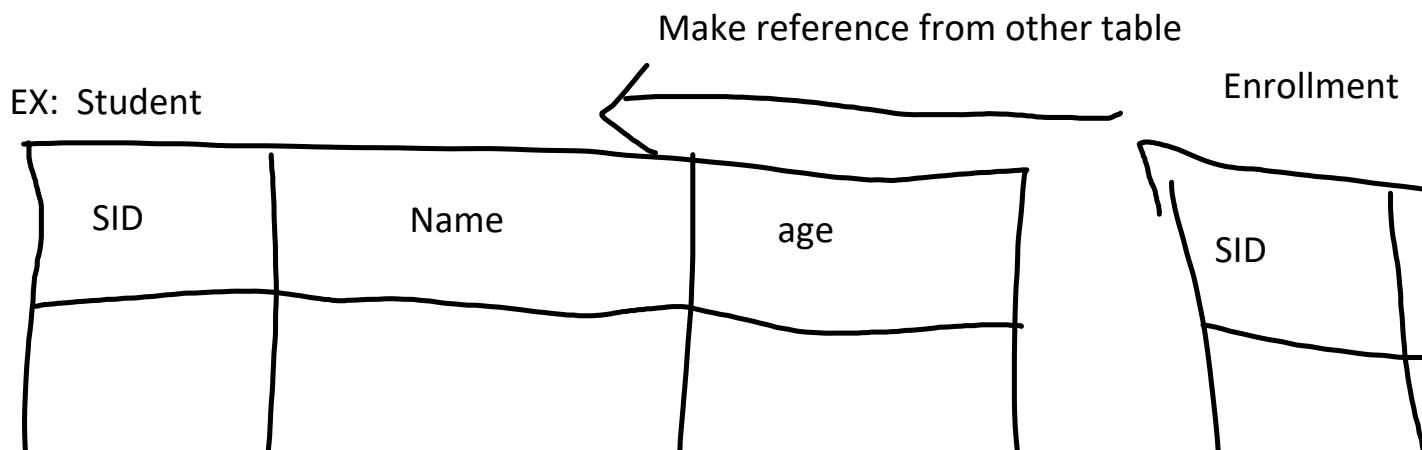 Make reference from other table
EX:  Student
Enrollment
SID
Name
age
SID